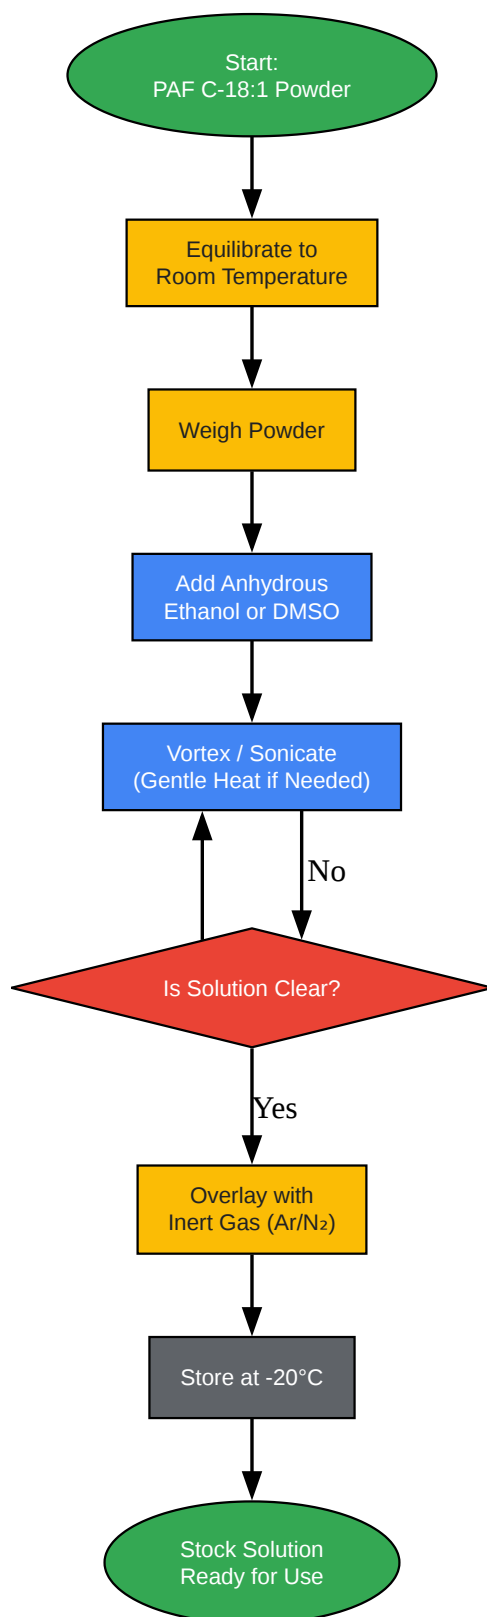 Start:
PAF C-18:1 Powder
Equilibrate to
Room Temperature
Weigh Powder
Add Anhydrous
Ethanol or DMSO
Vortex / Sonicate
(Gentle Heat if Needed)
No
Is Solution Clear?
Yes
Overlay with
Inert Gas (Ar/N₂)
Store at -20°C
Stock Solution
Ready for Use